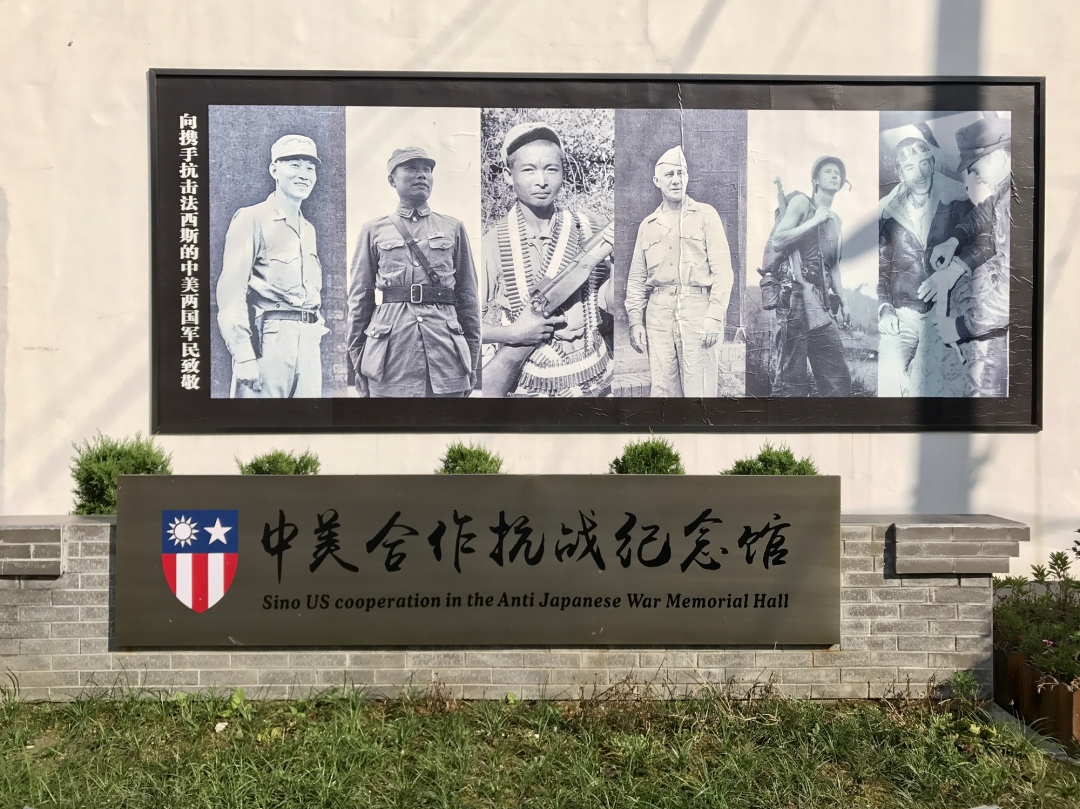 向携手抗击法西斯的中美两国军民致敬
中美合作抗战纪念馆
Sino US cooperation in the Anti Japanese War Memorial Hall